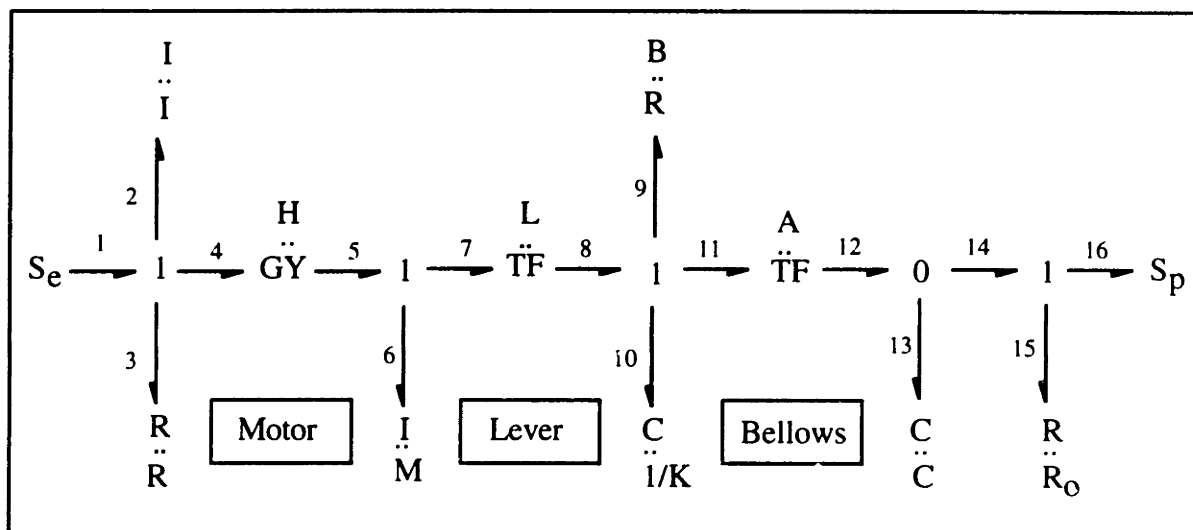 I B
.. ..
I R
2 9
H L A
.. .. ..
1 4 5 7 8 11 12 14 16
Se 1 GY 1 TF 1 TF 0 1 Sp
3 6 10 13 15
R Motor I Lever C Bellows C R
.. .. .. .. ..
R M 1/K C Ro